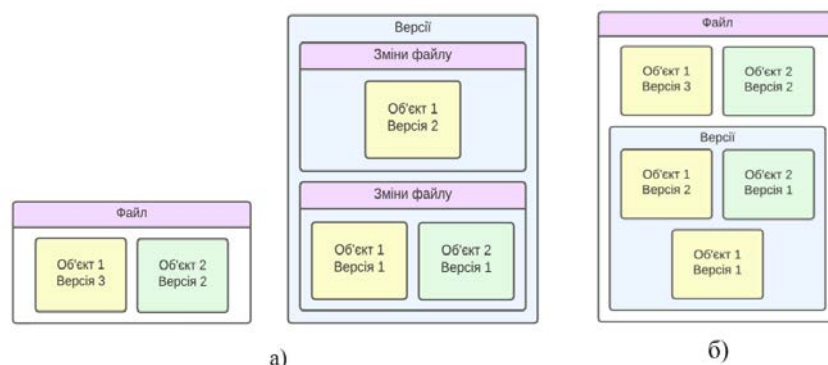 Версії
Зміни файлу
Об'єкт 1
Версія 2
Зміни файлу
Об'єкт 1
Версія 1
Об'єкт 2
Версія 1
Файл
Об'єкт 1
Версія 3
Об'єкт 2
Версія 2
а)
Файл
Об'єкт 1
Версія 3
Об'єкт 2
Версія 2
Версії
Об'єкт 1
Версія 2
Об'єкт 2
Версія 1
Об'єкт 1
Версія 1
б)